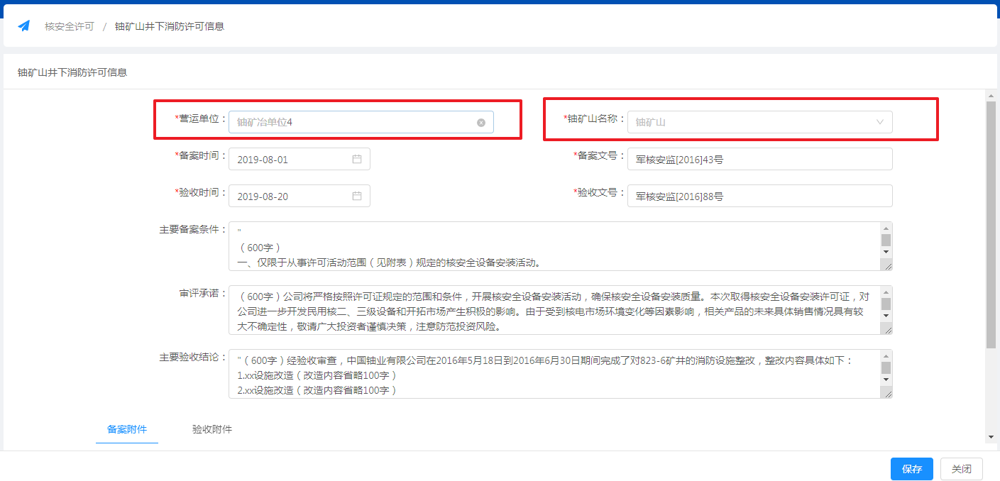 核安全许可 / 铀矿山井下消防许可信息
铀矿山井下消防许可信息
*营运单位：铀矿冶单位4
*铀矿山名称：铀矿山
*备案时间：2019-08-01
*备案文号：军核安监[2016]43号
*验收时间：2019-08-20
*验收文号：军核安监[2016]88号
主要备案条件："
（600字）
一、仅限于从事许可活动范围（见附表）规定的核安全设备安装活动。
审评承诺：（600字）公司将严格按照许可证规定的范围和条件，开展核安全设备安装活动，确保核安全设备安装质量。本次取得核安全设备安装许可证，对
公司进一步开发民用核二、三级设备和开拓市场产生积极的影响。由于受到核电市场环境变化等因素影响，相关产品的未来具体销售情况具有较
大不确定性，敬请广大投资者谨慎决策，注意防范投资风险。
主要验收结论："（600字）经验收审查，中国铀业有限公司在2016年5月18日到2016年6月30日期间完成了对823-6矿井的消防设施整改，整改内容具体如下：
1.xx设施改造（改造内容省略100字）
2.xx设施改造（改造内容省略100字）
备案附件 验收附件
保存 关闭